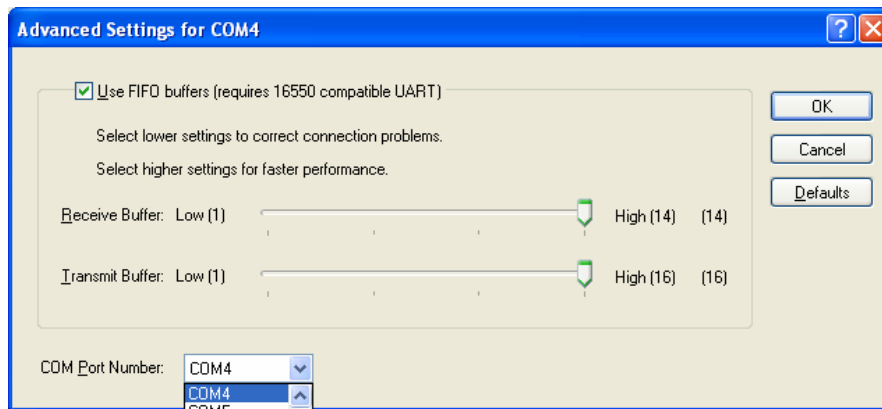 Advanced Settings for COM4
Use FIFO buffers (requires 16550 compatible UART)
OK
Select lower settings to correct connection problems.
Cancel
Select higher settings for faster performance.
Defaults
Receive Buffer: Low (1) High (14) (14)
Transmit Buffer: Low (1) High (16) (16)
COM Port Number: COM4
COM4